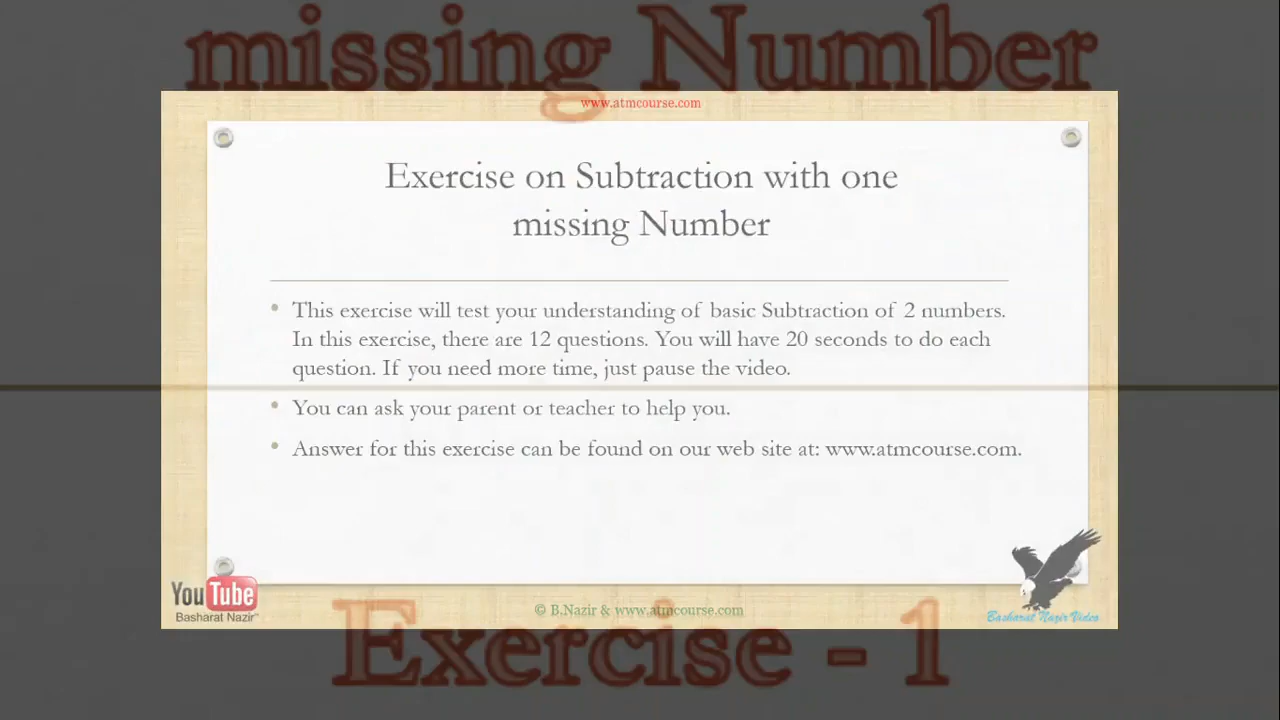 missing Number
www.atmcourse.com
Exercise on Subtraction with one
missing Number
• This exercise will test your understanding of basic Subtraction of 2 numbers.
In this exercise, there are 12 questions. You will have 20 seconds to do each
question. If you need more time, just pause the video.
• You can ask your parent or teacher to help you.
• Answer for this exercise can be found on our web site at: www.atmcourse.com.
YouTube
Basharat Nazir™
© B.Nazir & www.atmcourse.com
Basharat Nazir Video
Exercise - 1